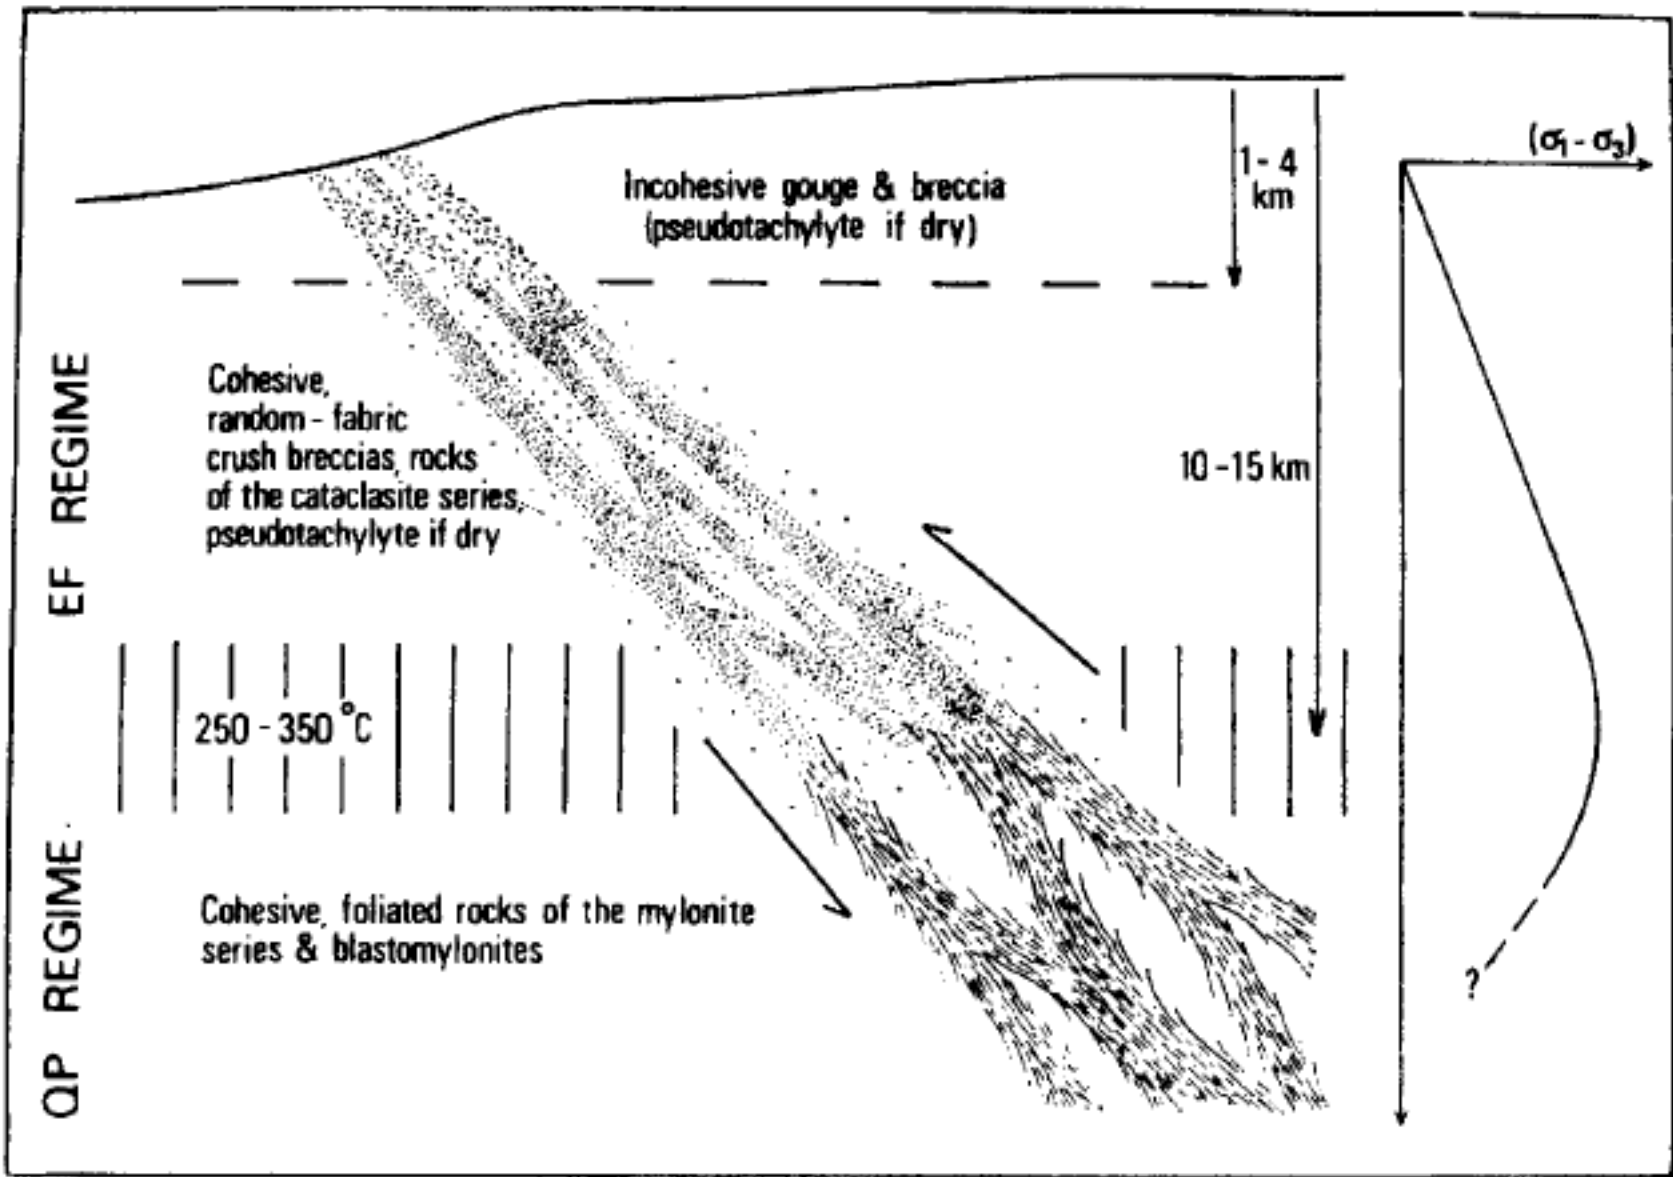 (σ₁ - σ₃)
1 - 4
km
Incohesive gouge & breccia
(pseudotachylyte if dry)
EF REGIME
Cohesive,
random - fabric
crush breccias, rocks
of the cataclasite series,
pseudotachylyte if dry
10 - 15 km
250 - 350 °C
QP REGIME
Cohesive, foliated rocks of the mylonite
series & blastomylonites
?